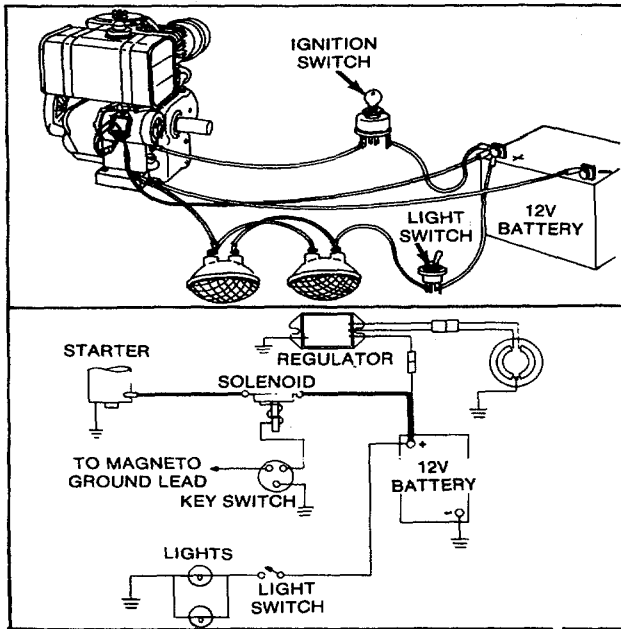 IGNITION
SWITCH
+
-
12V
BATTERY
LIGHT
SWITCH
STARTER
REGULATOR
SOLENOID
+
12V
BATTERY
-
TO MAGNETO
GROUND LEAD
KEY SWITCH
LIGHTS
LIGHT
SWITCH